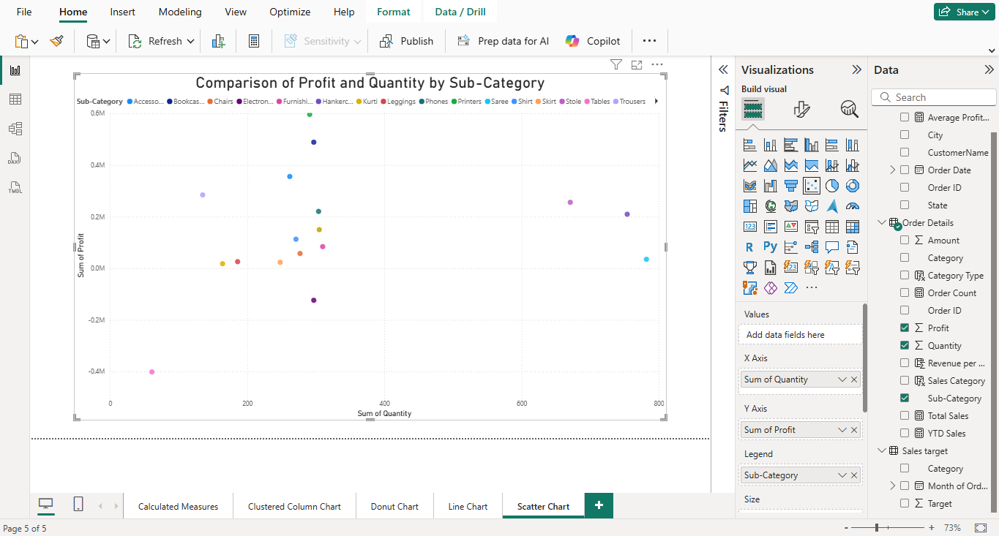 File Home Insert Modeling View Optimize Help Format Data / Drill Share
Refresh Sensitivity Publish Prep data for AI Copilot
Comparison of Profit and Quantity by Sub-Category
Sub-Category Accesso... Bookcas... Chairs Electron... Furnishi... Hankerc... Kurti Leggings Phones Printers Saree Shirt Skirt Stole Tables Trousers
0.6M
0.4M
0.2M
0.0M
-0.2M
-0.4M
Sum of Profit
0 200 400 600 800
Sum of Quantity
DAX
TMDL
Filters
Visualizations
Build visual
123
R Py
123
Values
Add data fields here
X Axis
Sum of Quantity
Y Axis
Sum of Profit
Legend
Sub-Category
Size
Data
Search
Average Profit...
City
CustomerName
Order Date
Order ID
State
Order Details
Amount
Category
Category Type
Order Count
Order ID
Profit
Quantity
Revenue per ...
Sales Category
Sub-Category
Total Sales
YTD Sales
Sales target
Category
Month of Ord...
Target
Calculated Measures Clustered Column Chart Donut Chart Line Chart Scatter Chart +
Page 5 of 5
- + 73%